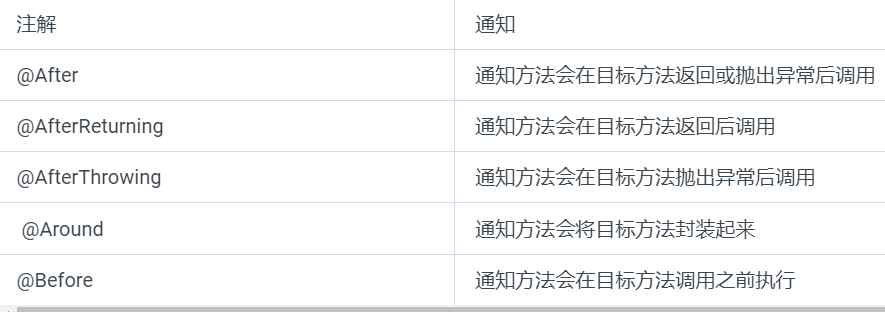 注解 通知
@After 通知方法会在目标方法返回或抛出异常后调用
@AfterReturning 通知方法会在目标方法返回后调用
@AfterThrowing 通知方法会在目标方法抛出异常后调用
@Around 通知方法会将目标方法封装起来
@Before 通知方法会在目标方法调用之前执行